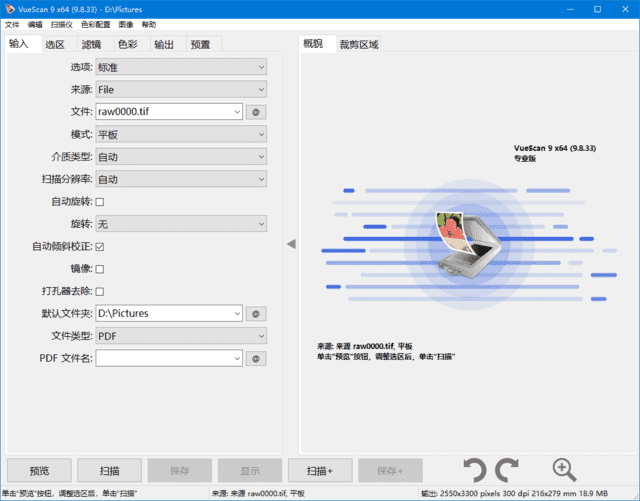 VueScan 9 x64 (9.8.33) - D:\Pictures
文件 编辑 扫描仪 色彩配置 图像 帮助
输入 选区 滤镜 色彩 输出 预置
概貌 裁剪区域
选项: 标准
来源: File
文件: raw0000.tif @
模式: 平板
介质类型: 自动
扫描分辨率: 自动
自动旋转:
旋转: 无
自动倾斜校正:
镜像:
打孔器去除:
默认文件夹: D:\Pictures @
文件类型: PDF
PDF 文件名: @
VueScan 9 x64 (9.8.33)
专业版
来源: 来源 raw0000.tif, 平板
单击“预览”按钮，调整选区后，单击“扫描”
预览 扫描 保存 显示 扫描+ 保存+
单击“预览”按钮，调整选区后，单击“扫描” 来源: 来源 raw0000.tif, 平板 输出: 2550x3300 pixels 300 dpi 216x279 mm 18.9 MB